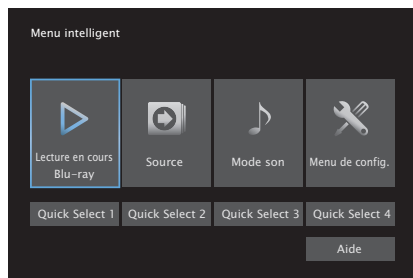 Menu intelligent
Lecture en cours
Blu-ray
Source
Mode son
Menu de config.
Quick Select 1
Quick Select 2
Quick Select 3
Quick Select 4
Aide